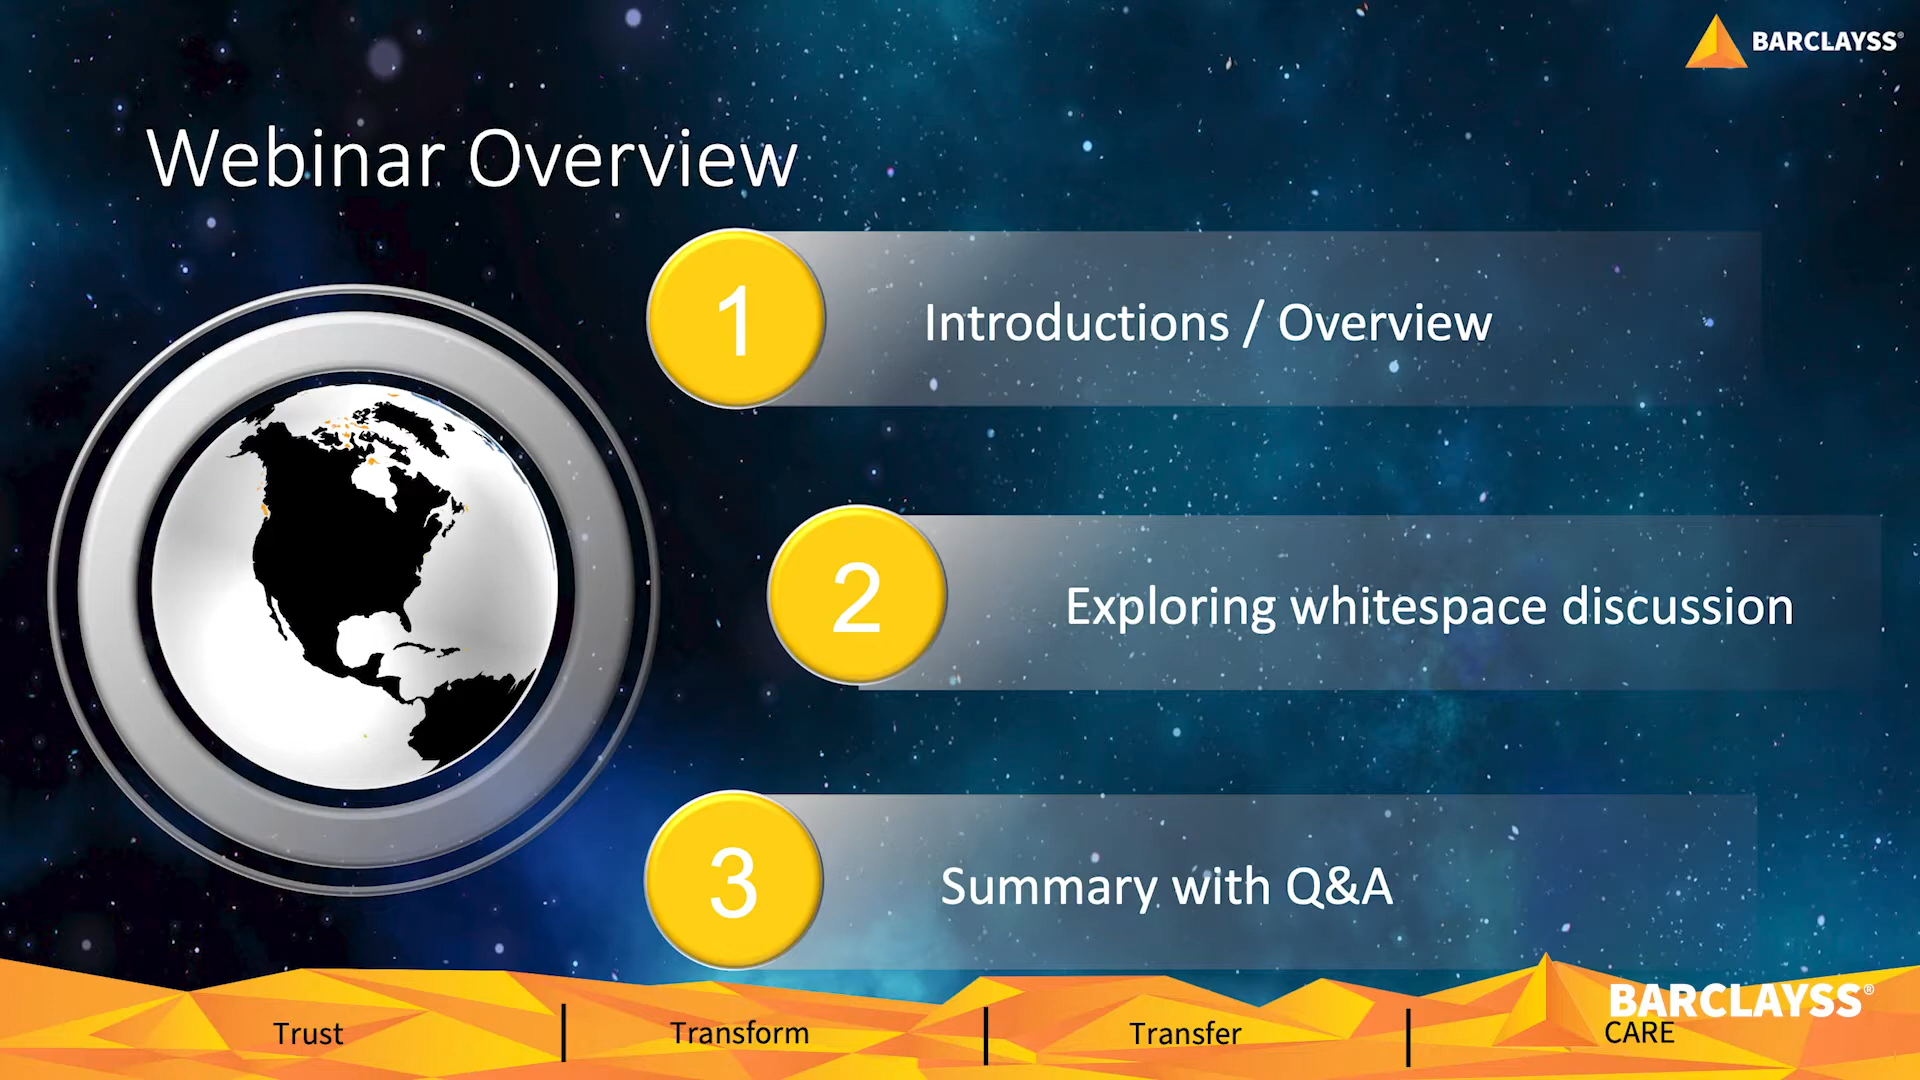 BARCLAYSS®
Webinar Overview
1
Introductions / Overview
2
Exploring whitespace discussion
3
Summary with Q&A
BARCLAYSS®
Trust
Transform
Transfer
CARE